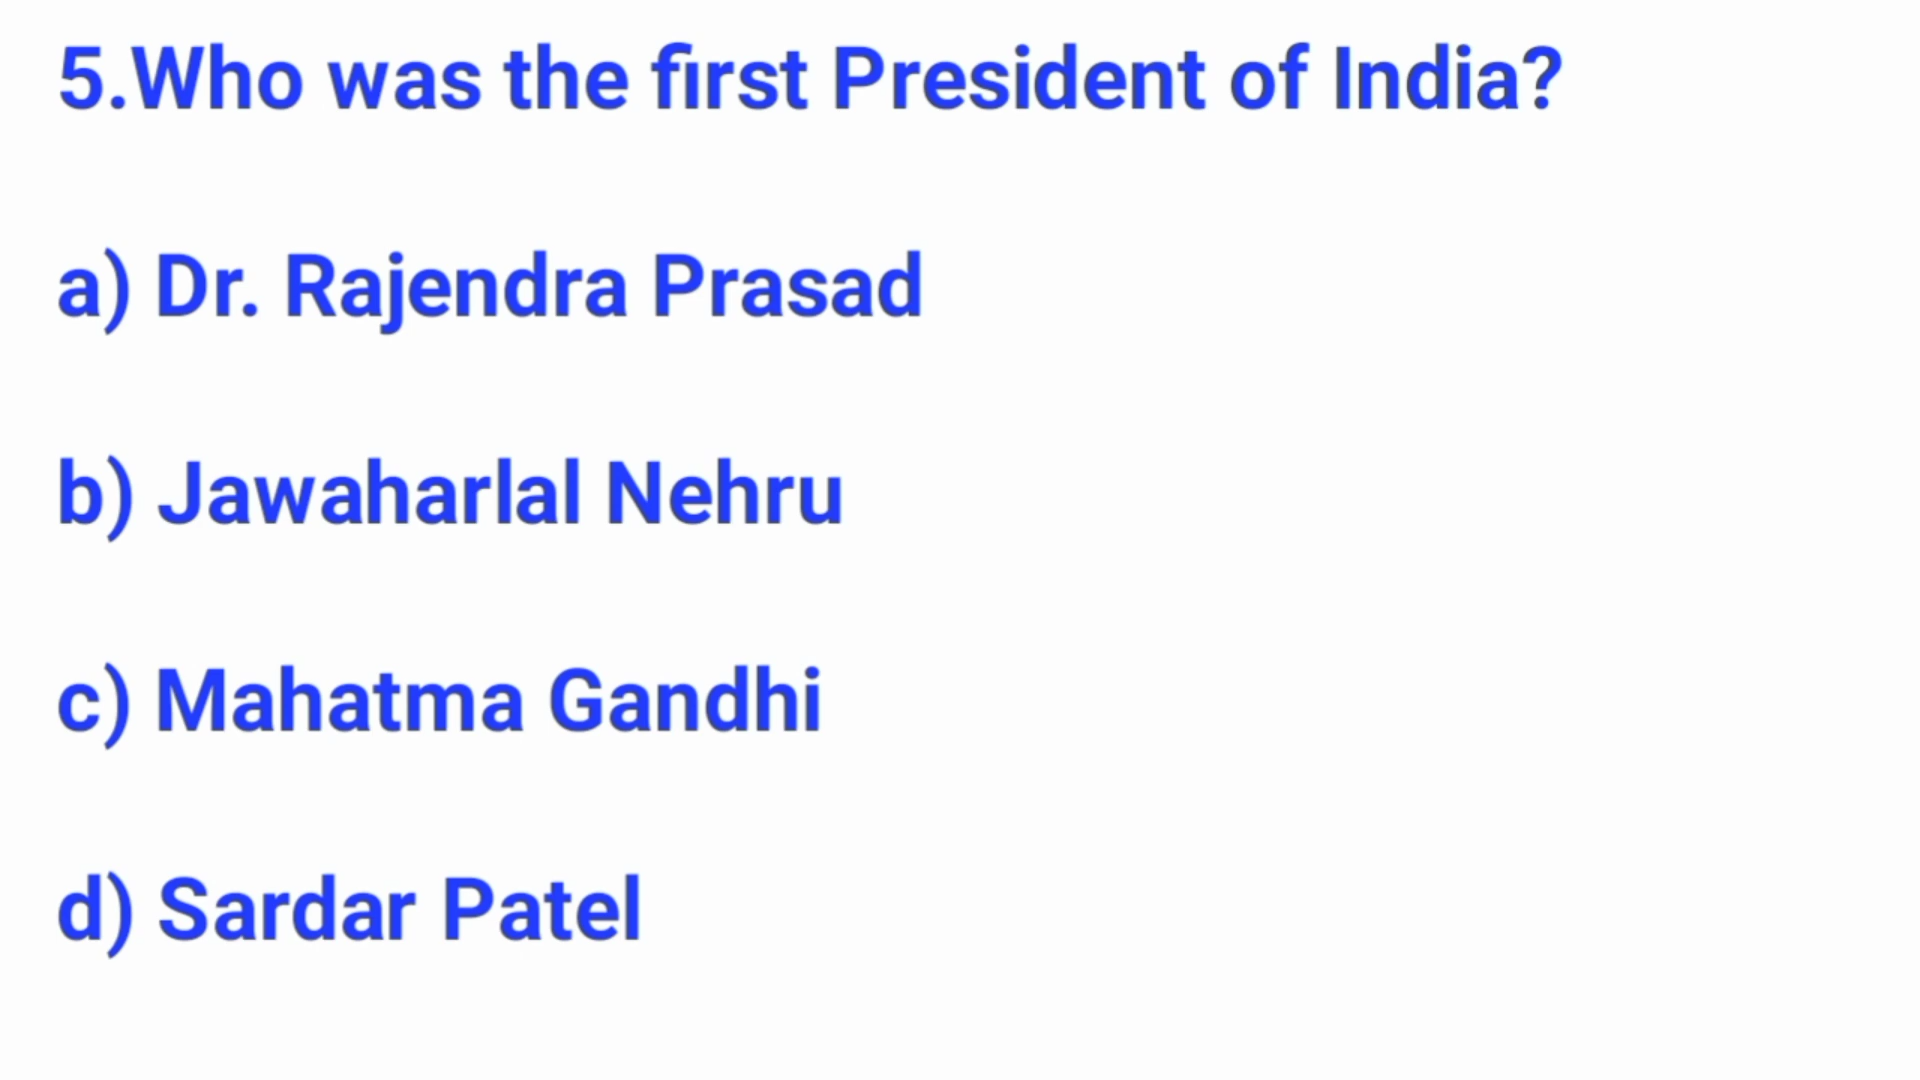 5.Who was the first President of India?
a) Dr. Rajendra Prasad
b) Jawaharlal Nehru
c) Mahatma Gandhi
d) Sardar Patel